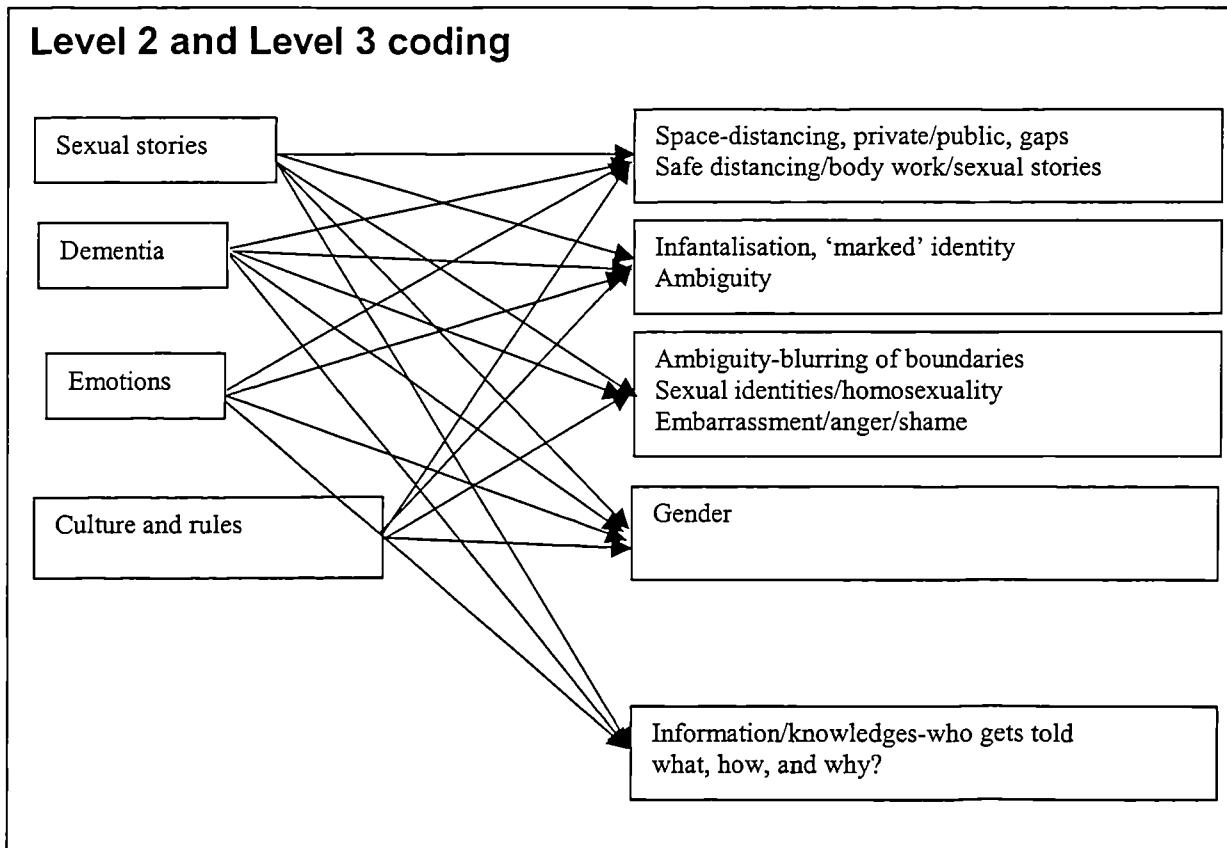 Level 2 and Level 3 coding
Sexual stories
Dementia
Emotions
Culture and rules
Space-distancing, private/public, gaps
Safe distancing/body work/sexual stories
Infantalisation, ‘marked’ identity
Ambiguity
Ambiguity-blurring of boundaries
Sexual identities/homosexuality
Embarrassment/anger/shame
Gender
Information/knowledges-who gets told
what, how, and why?